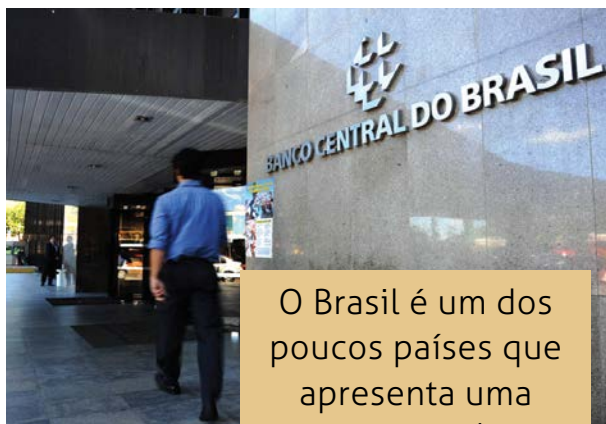 BANCO CENTRAL DO BRASIL
O Brasil é um dos
poucos países que
apresenta uma